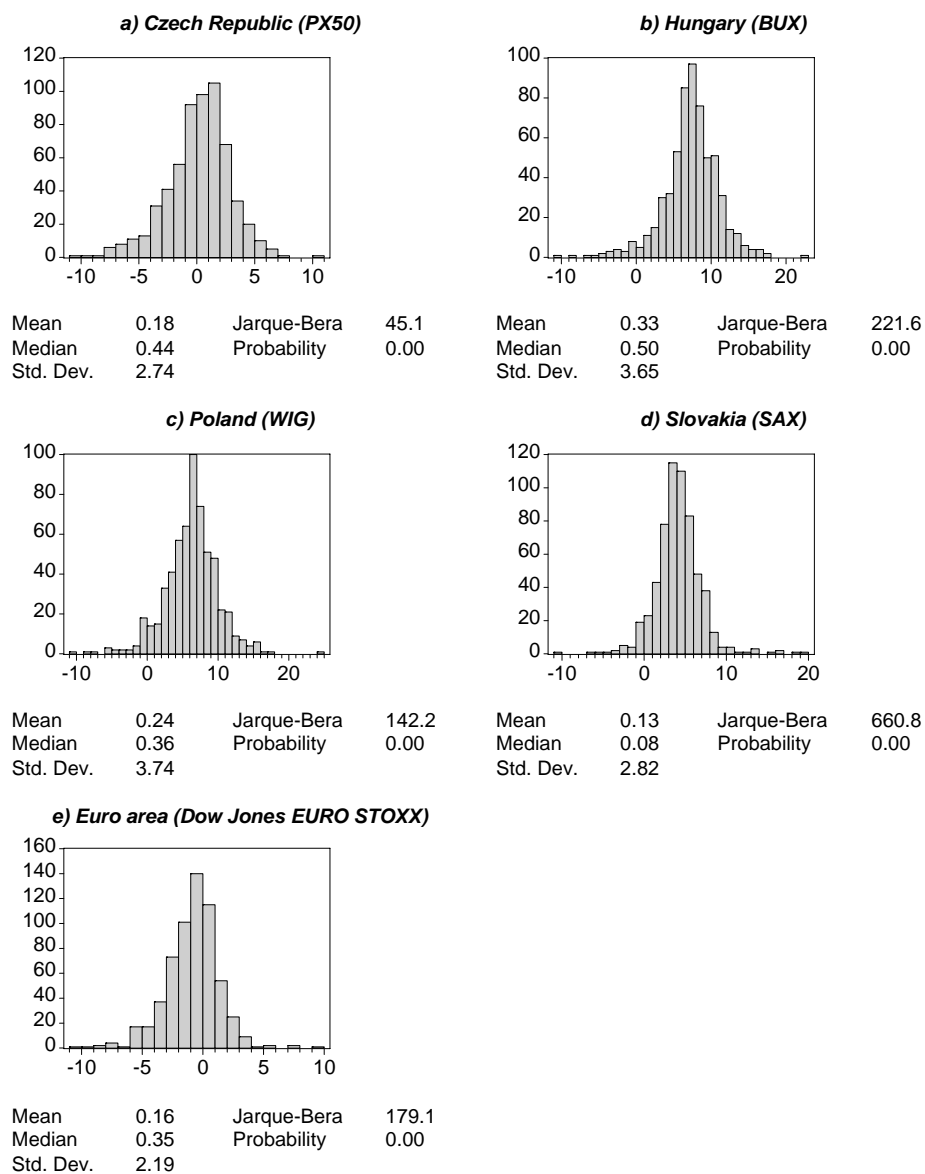 a) Czech Republic (PX50)
120
100
80
60
40
20
0
-10 -5 0 5 10
Mean 0.18 Jarque-Bera 45.1
Median 0.44 Probability 0.00
Std. Dev. 2.74
b) Hungary (BUX)
100
80
60
40
20
0
-10 0 10 20
Mean 0.33 Jarque-Bera 221.6
Median 0.50 Probability 0.00
Std. Dev. 3.65
c) Poland (WIG)
100
80
60
40
20
0
-10 0 10 20
Mean 0.24 Jarque-Bera 142.2
Median 0.36 Probability 0.00
Std. Dev. 3.74
d) Slovakia (SAX)
120
100
80
60
40
20
0
-10 0 10 20
Mean 0.13 Jarque-Bera 660.8
Median 0.08 Probability 0.00
Std. Dev. 2.82
e) Euro area (Dow Jones EURO STOXX)
160
140
120
100
80
60
40
20
0
-10 -5 0 5 10
Mean 0.16 Jarque-Bera 179.1
Median 0.35 Probability 0.00
Std. Dev. 2.19